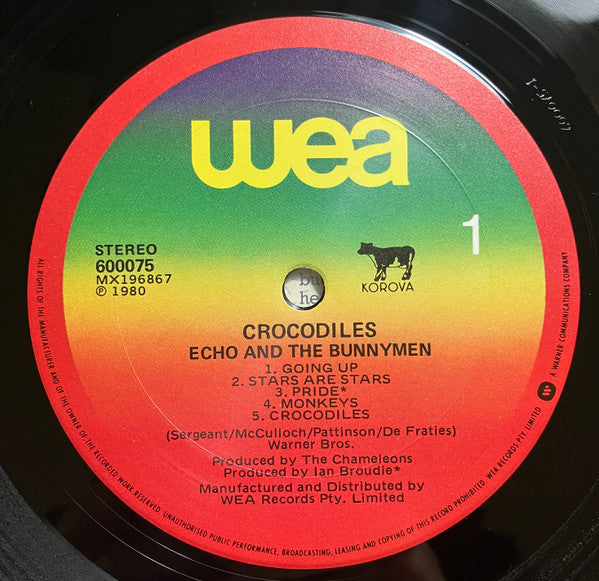 wea
1
STEREO
600075
MX196867
Ⓟ 1980
KOROVA
CROCODILES
ECHO AND THE BUNNYMEN
1. GOING UP
2. STARS ARE STARS
3. PRIDE*
4. MONKEYS
5. CROCODILES
(Sergeant/McCulloch/Pattinson/De Fraties)
Warner Bros.
Produced by The Chameleons
Produced by Ian Broudie*
Manufactured and Distributed by
WEA Records Pty. Limited
ALL RIGHTS OF THE MANUFACTURER AND OF THE OWNER OF THE RECORDED WORK RESERVED. UNAUTHORISED PUBLIC PERFORMANCE, BROADCASTING, LEASING AND COPYING OF THIS RECORD PROHIBITED. WEA RECORDS PTY. LIMITED
A WARNER COMMUNICATIONS COMPANY